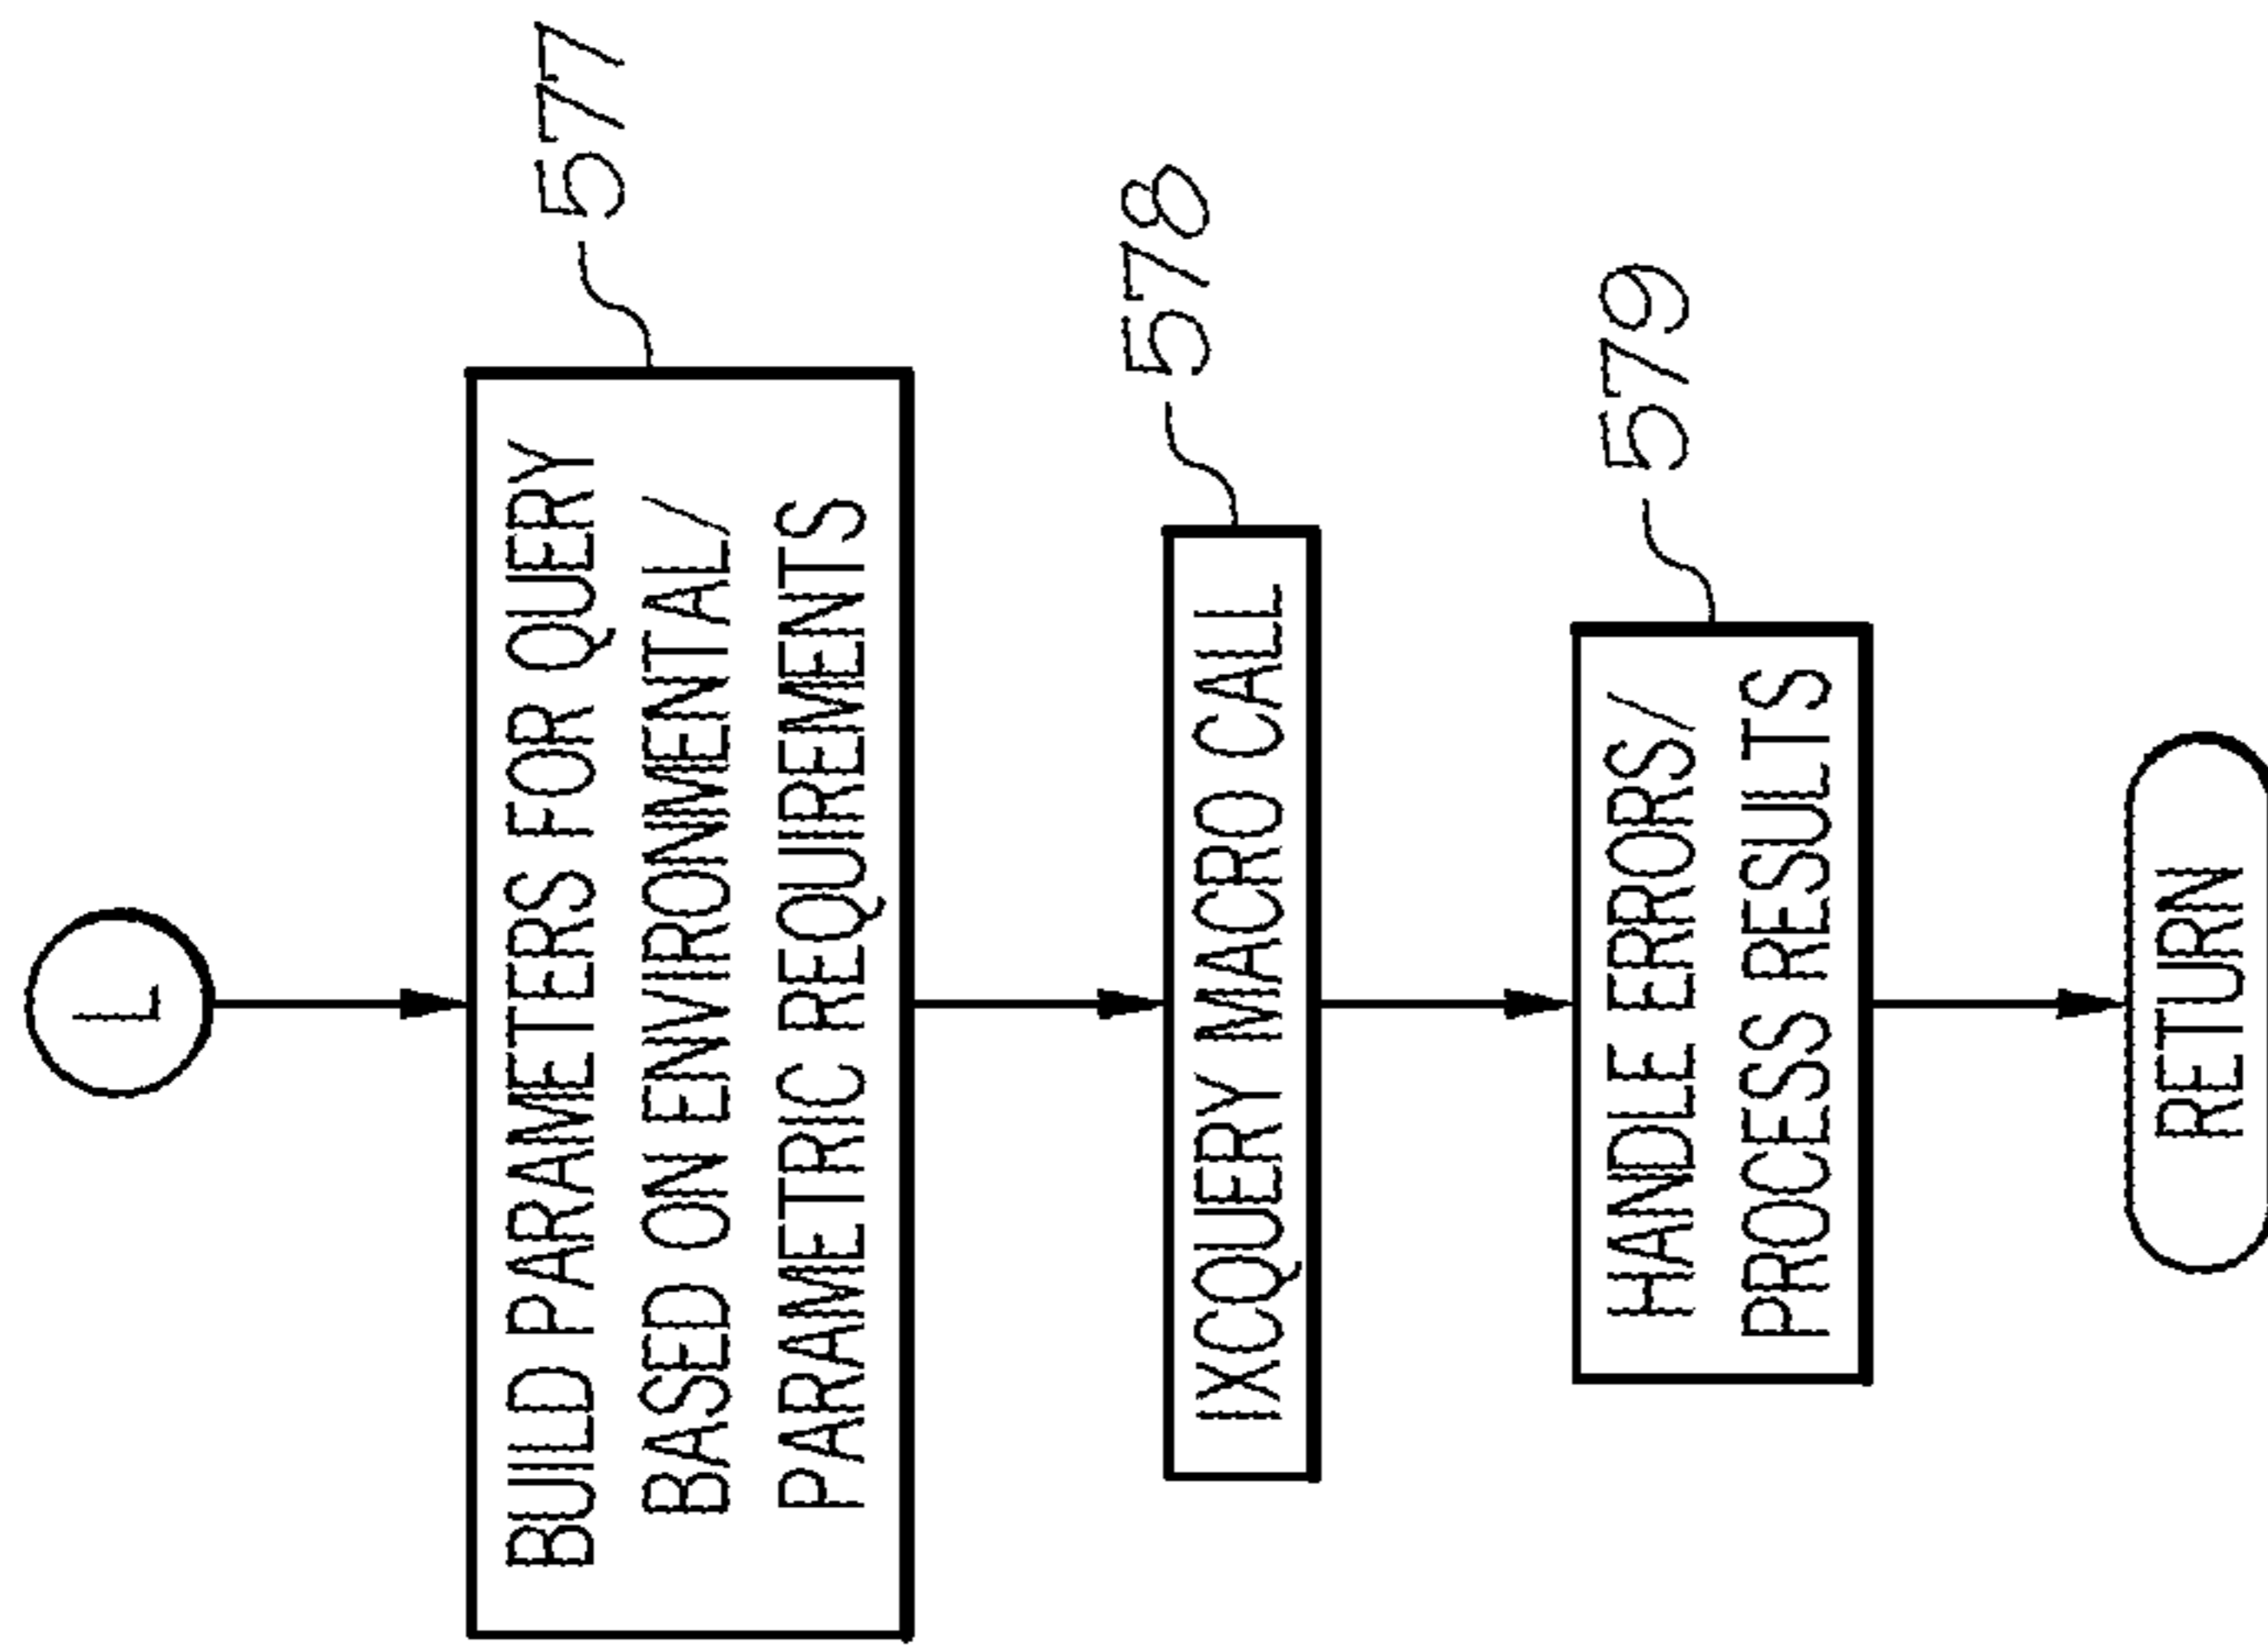 L
BUILD PARAMETERS FOR QUERY
BASED ON ENVIRONMENTAL/
PARAMETRIC REQUIREMENTS
577
IXCQUERY MACRO CALL
578
HANDLE ERRORS/
PROCESS RESULTS
579
RETURN